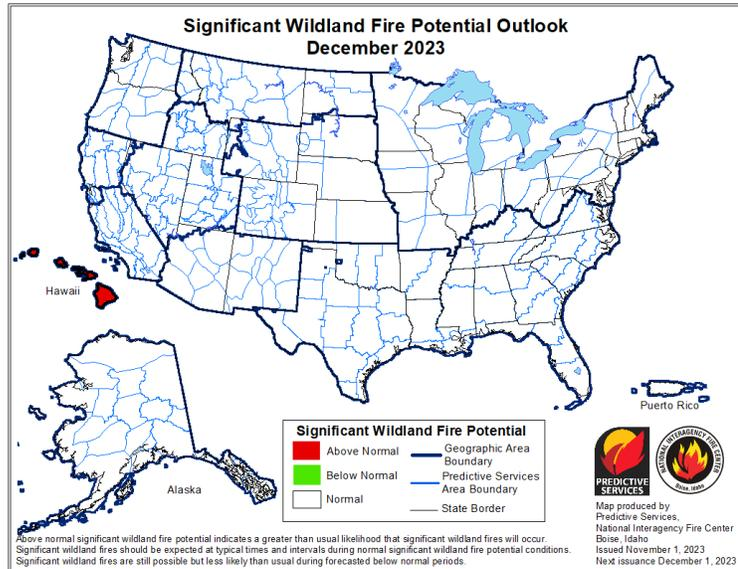 Significant Wildland Fire Potential Outlook
December 2023
Hawaii
Puerto Rico
Alaska
Significant Wildland Fire Potential
Above Normal
Below Normal
Normal
Geographic Area
Boundary
Predictive Services
Area Boundary
State Border
PREDICTIVE
SERVICES
NATIONAL INTERAGENCY FIRE CENTER
Boise, Idaho
Map produced by
Predictive Services,
National Interagency Fire Center
Boise, Idaho
Issued November 1, 2023
Next issuance December 1, 2023
Above normal significant wildland fire potential indicates a greater than usual likelihood that significant wildland fires will occur.
Significant wildland fires should be expected at typical times and intervals during normal significant wildland fire potential conditions.
Significant wildland fires are still possible but less likely than usual during forecasted below normal periods.